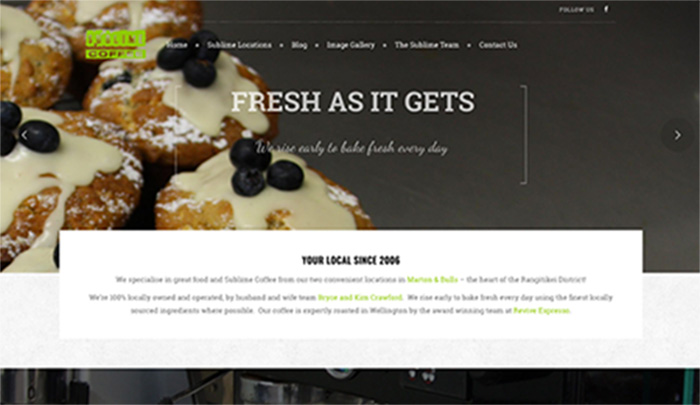 FOLLOW US f
COFFEE
Home Sublime Locations Blog Image Gallery The Sublime Team Contact Us
FRESH AS IT GETS
We rise early to bake fresh every day
YOUR LOCAL SINCE 2006
We specialise in great food and Sublime Coffee from our two convenient locations in Marton & Bulls – the heart of the Rangitikei District!
We're 100% locally owned and operated, by husband and wife team Bryce and Kim Crawford. We rise early to bake fresh every day using the finest locally
sourced ingredients where possible. Our coffee is expertly roasted in Wellington by the award winning team at Revive Espresso.